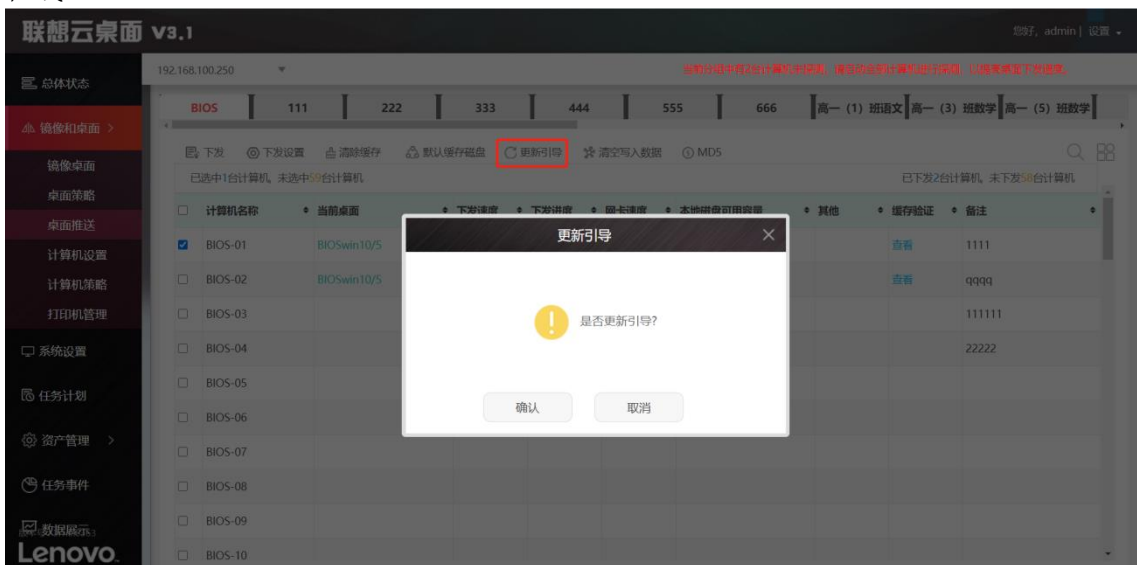 联想云桌面 V3.1
您好, admin | 设置
总体状态
192.168.100.250
BIOS 111 222 333 444 555 666 高一 (1) 班语文 高一 (3) 班数学 高一 (5) 班数学
镜像和桌面 >
下发 下发设置 清除缓存 默认缓存磁盘 更新引导 清空写入数据 MD5
镜像桌面
已选中1台计算机, 未选中59台计算机
已下发2台计算机, 未下发58台计算机
桌面策略
计算机名称 当前桌面 下发速度 下发进度 网卡速度 本地磁盘可用容量 其他 缓存验证 备注
桌面推送
更新引导
BIOS-01 BIOSwin10/5 查看 1111
计算机设置
BIOS-02 BIOSwin10/5 查看 qqqq
计算机策略
BIOS-03 111111
打印机管理
是否更新引导?
BIOS-04 22222
系统设置
BIOS-05
任务计划
确认 取消
BIOS-06
资产管理 >
BIOS-07
任务事件
BIOS-08
BIOS-09
数据展示
Lenovo
BIOS-10